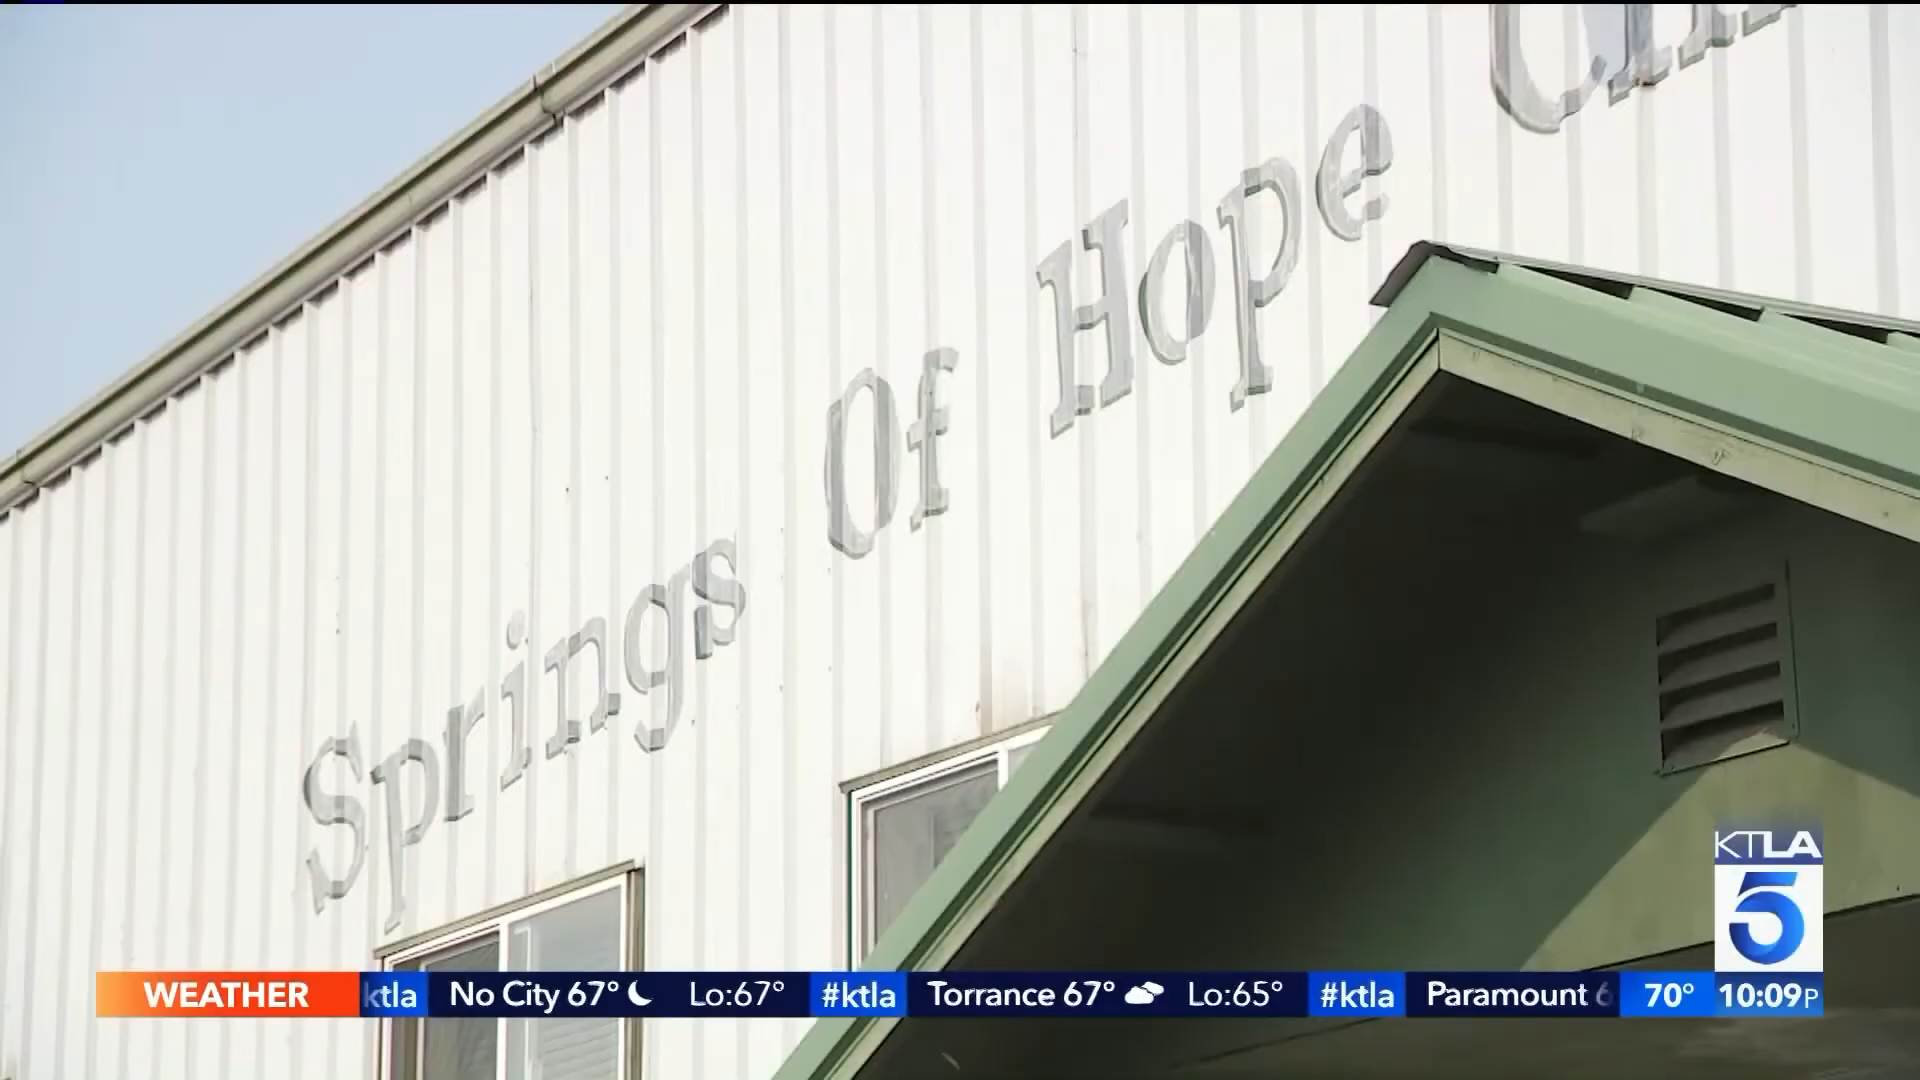 Springs Of Hope
KTLA
5
WEATHER ktla No City 67° Lo:67° #ktla Torrance 67° Lo:65° #ktla Paramount 6 70° 10:09P